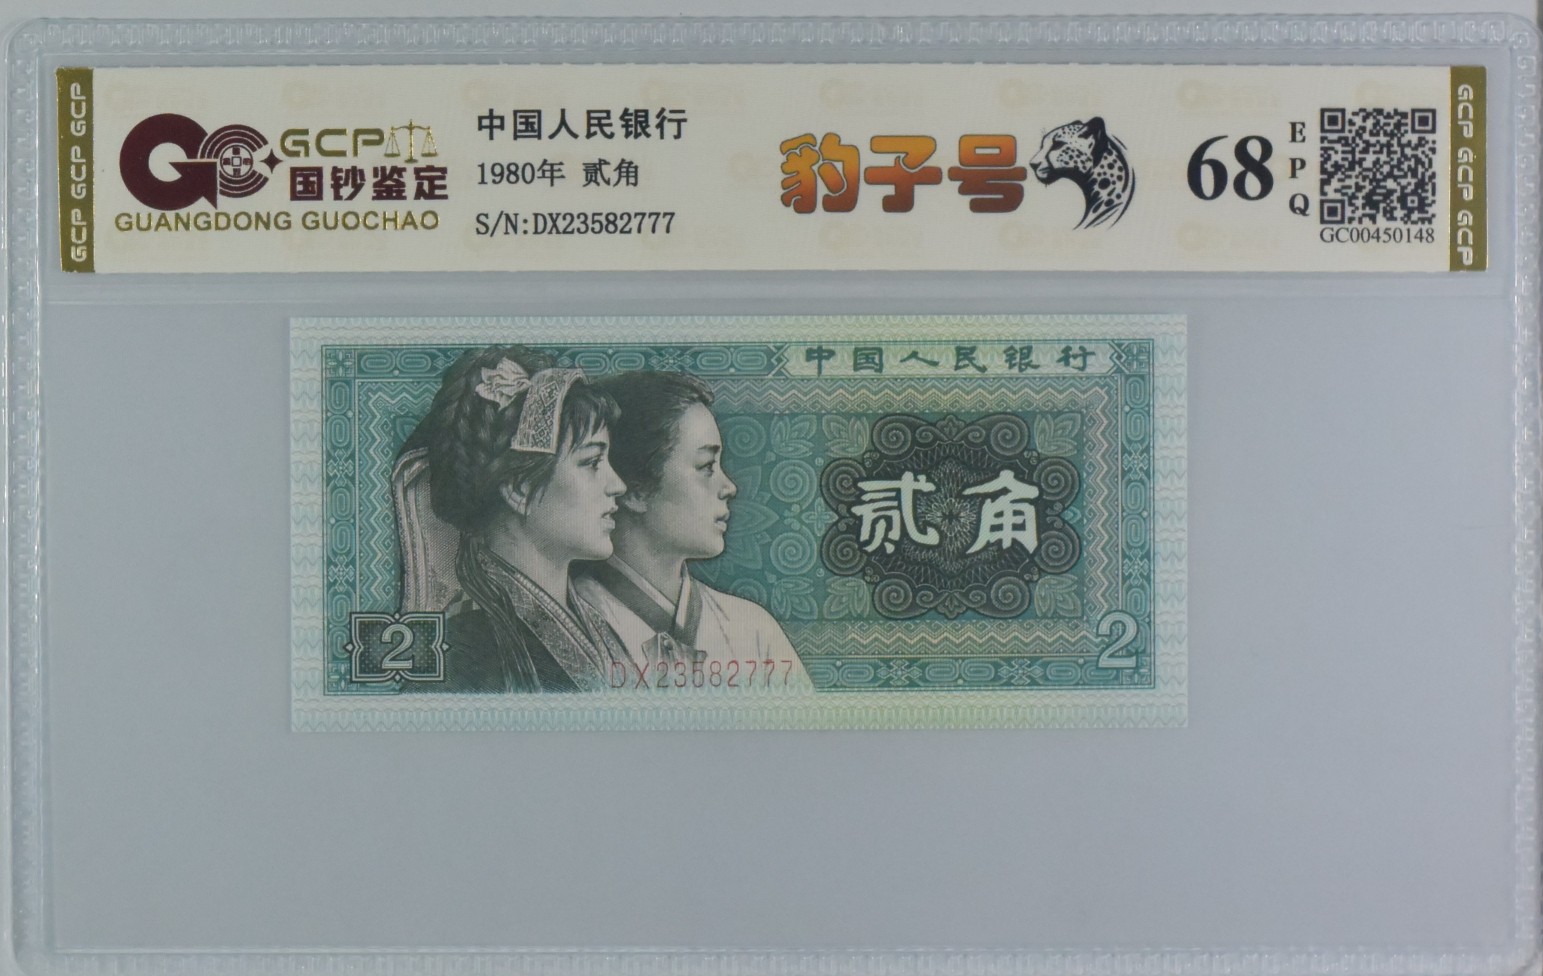 GCP GCP GCP
GCP
国钞鉴定
GUANGDONG GUOCHAO
中国人民银行
1980年 贰角
S/N:DX23582777
豹子号
68
EPQ
GC00450148
GCP GCP GCP
中国人民银行
贰角
2
2
DX23582777